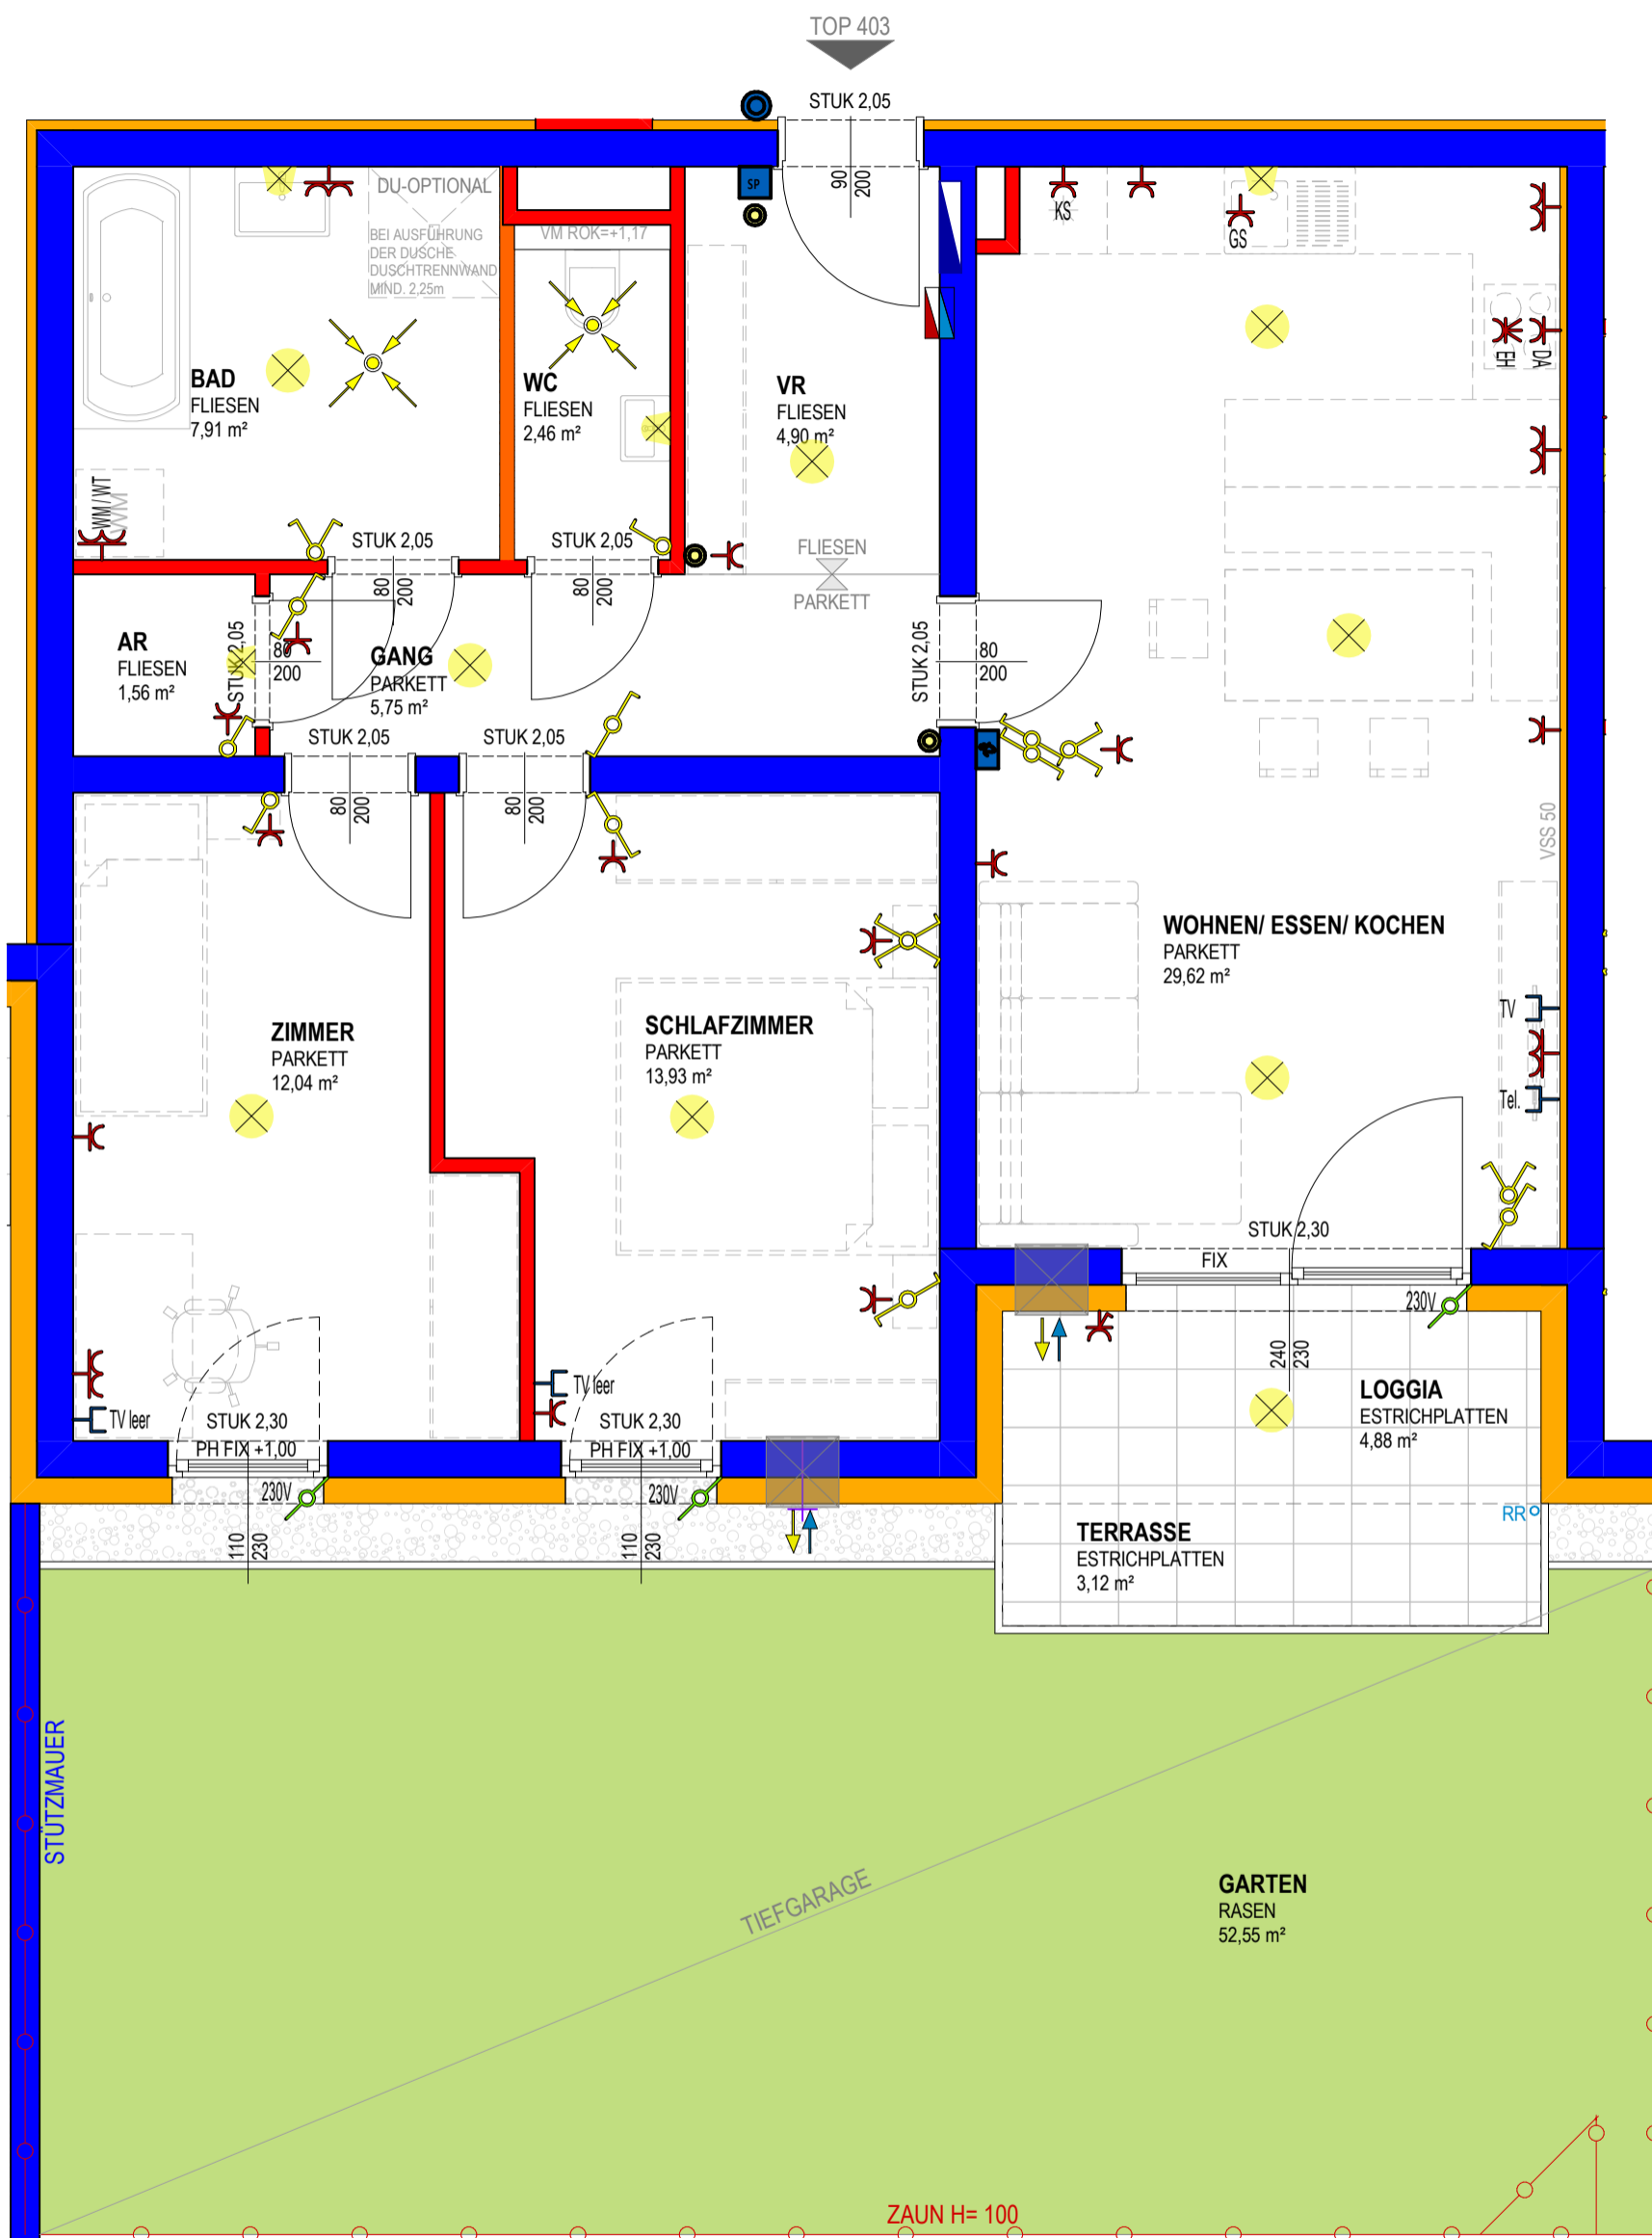 TOP 403
STUK 2,05
90
200
SP
DU-OPTIONAL
BEI AUSFÜHRUNG
DER DUSCHE
DUSCHTRENNWAND
MIND. 2,25m
VM ROK=+1,17
KS
GS
EH
DA
BAD
FLIESEN
7,91 m²
WC
FLIESEN
2,46 m²
VR
FLIESEN
4,90 m²
WM/WT
WM
STUK 2,05
80
200
STUK 2,05
80
200
FLIESEN
PARKETT
AR
FLIESEN
1,56 m²
STUK 2,05
80
200
GANG
PARKETT
5,75 m²
STUK 2,05
80
200
STUK 2,05
80
200
STUK 2,05
80
200
VSS 50
WOHNEN/ ESSEN/ KOCHEN
PARKETT
29,62 m²
ZIMMER
PARKETT
12,04 m²
SCHLAFZIMMER
PARKETT
13,93 m²
TV
Tel.
STUK 2,30
FIX
230V
240
230
TV leer
TV leer
STUK 2,30
PH FIX +1,00
230V
110
230
STUK 2,30
PH FIX +1,00
230V
110
230
LOGGIA
ESTRICHPLATTEN
4,88 m²
RR
TERRASSE
ESTRICHPLATTEN
3,12 m²
STÜTZMAUER
TIEFGARAGE
GARTEN
RASEN
52,55 m²
ZAUN H= 100